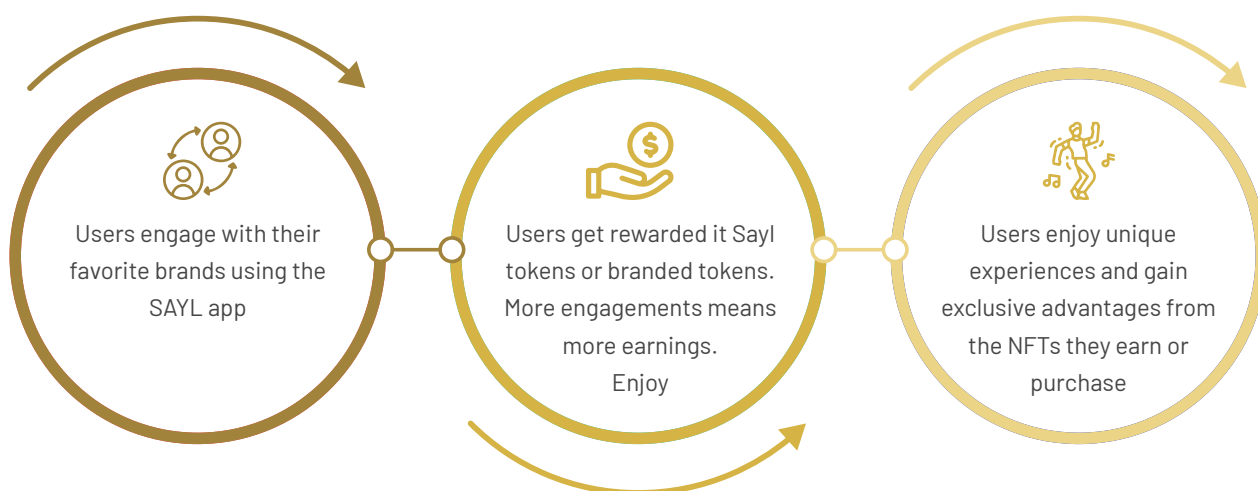 Users engage with their
favorite brands using the
SAYL app
Users get rewarded it Sayl
tokens or branded tokens.
More engagements means
more earnings.
Enjoy
Users enjoy unique
experiences and gain
exclusive advantages from
the NFTs they earn or
purchase